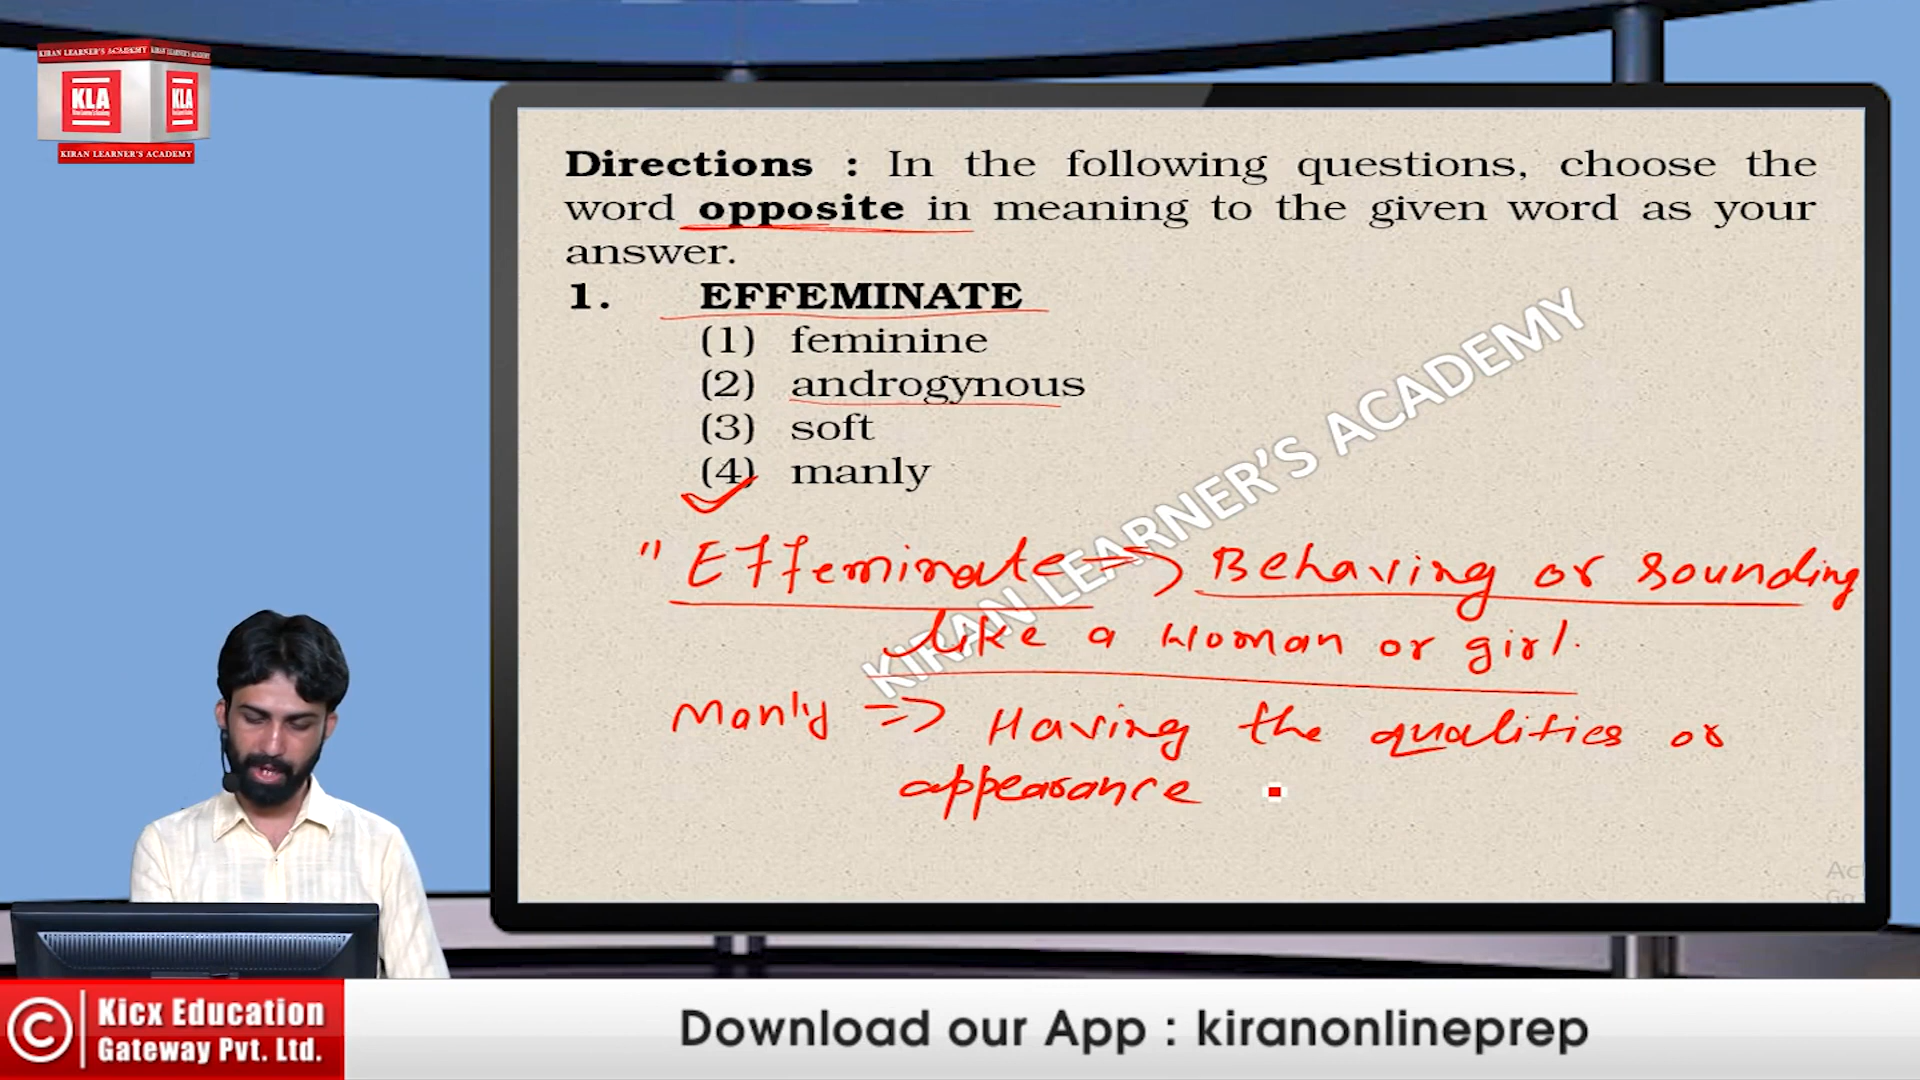 KIRAN LEARNER'S ACADEMY KIRAN LEARNER'S ACADEMY
KLA KLA
KIRAN LEARNER'S ACADEMY
Directions : In the following questions, choose the
word opposite in meaning to the given word as your
answer.
1. EFFEMINATE
(1) feminine
(2) androgynous
(3) soft
(4) manly
KIRAN LEARNER'S ACADEMY
" Effeminate => Behaving or sounding
like a woman or girl.
Manly => Having the qualities or
appearance
© Kicx Education
Gateway Pvt. Ltd.
Download our App : kiranonlineprep